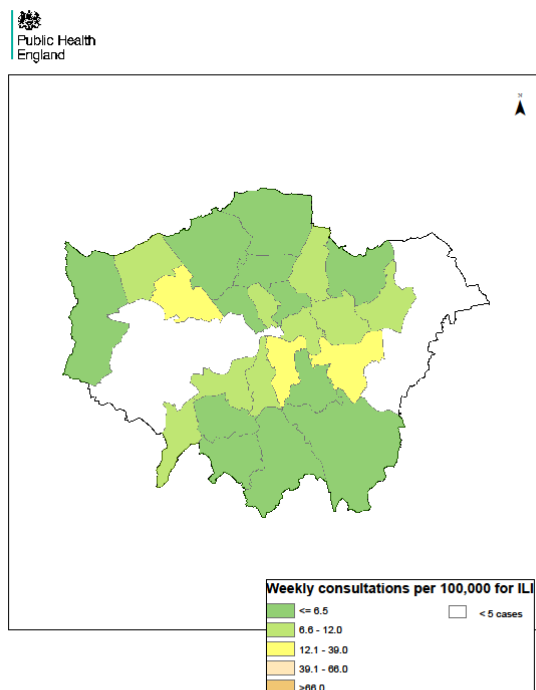 Public Health
England
N
Weekly consultations per 100,000 for ILI
<= 6.5
< 5 cases
6.6 - 12.0
12.1 - 39.0
39.1 - 66.0
>66.0